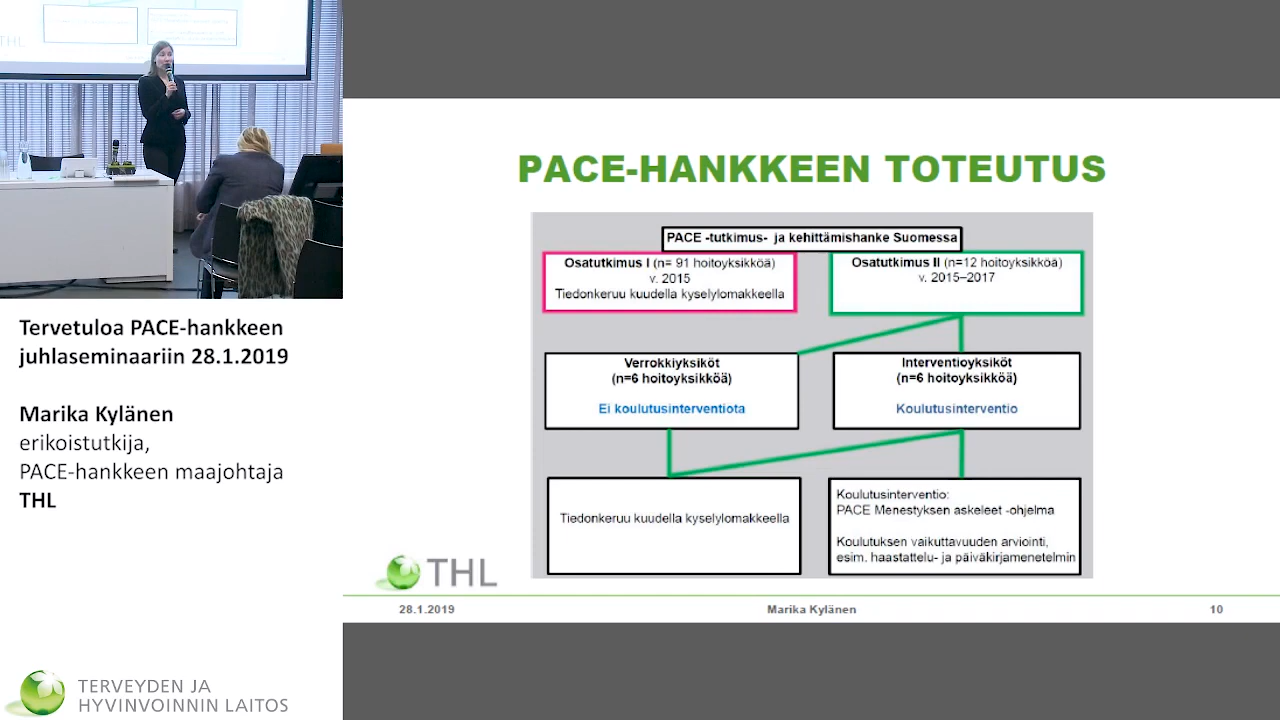 THL
Tervetuloa PACE-hankkeen
juhlaseminaariin 28.1.2019
Marika Kylänen
erikoistutkija,
PACE-hankkeen maajohtaja
THL
TERVEYDEN JA
HYVINVOINNIN LAITOS
PACE-HANKKEEN TOTEUTUS
PACE -tutkimus- ja kehittämishanke Suomessa
Osatutkimus I (n= 91 hoitoyksikköä)
v. 2015
Tiedonkeruu kuudella kyselylomakkeella
Osatutkimus II (n=12 hoitoyksikköä)
v. 2015–2017
Verrokkiyksiköt
(n=6 hoitoyksikköä)
Ei koulutusinterventiota
Interventioyksiköt
(n=6 hoitoyksikköä)
Koulutusinterventio
Tiedonkeruu kuudella kyselylomakkeella
Koulutusinterventio:
PACE Menestyksen askeleet -ohjelma
Koulutuksen vaikuttavuuden arviointi,
esim. haastattelu- ja päiväkirjamenetelmin
THL
28.1.2019
Marika Kylänen
10